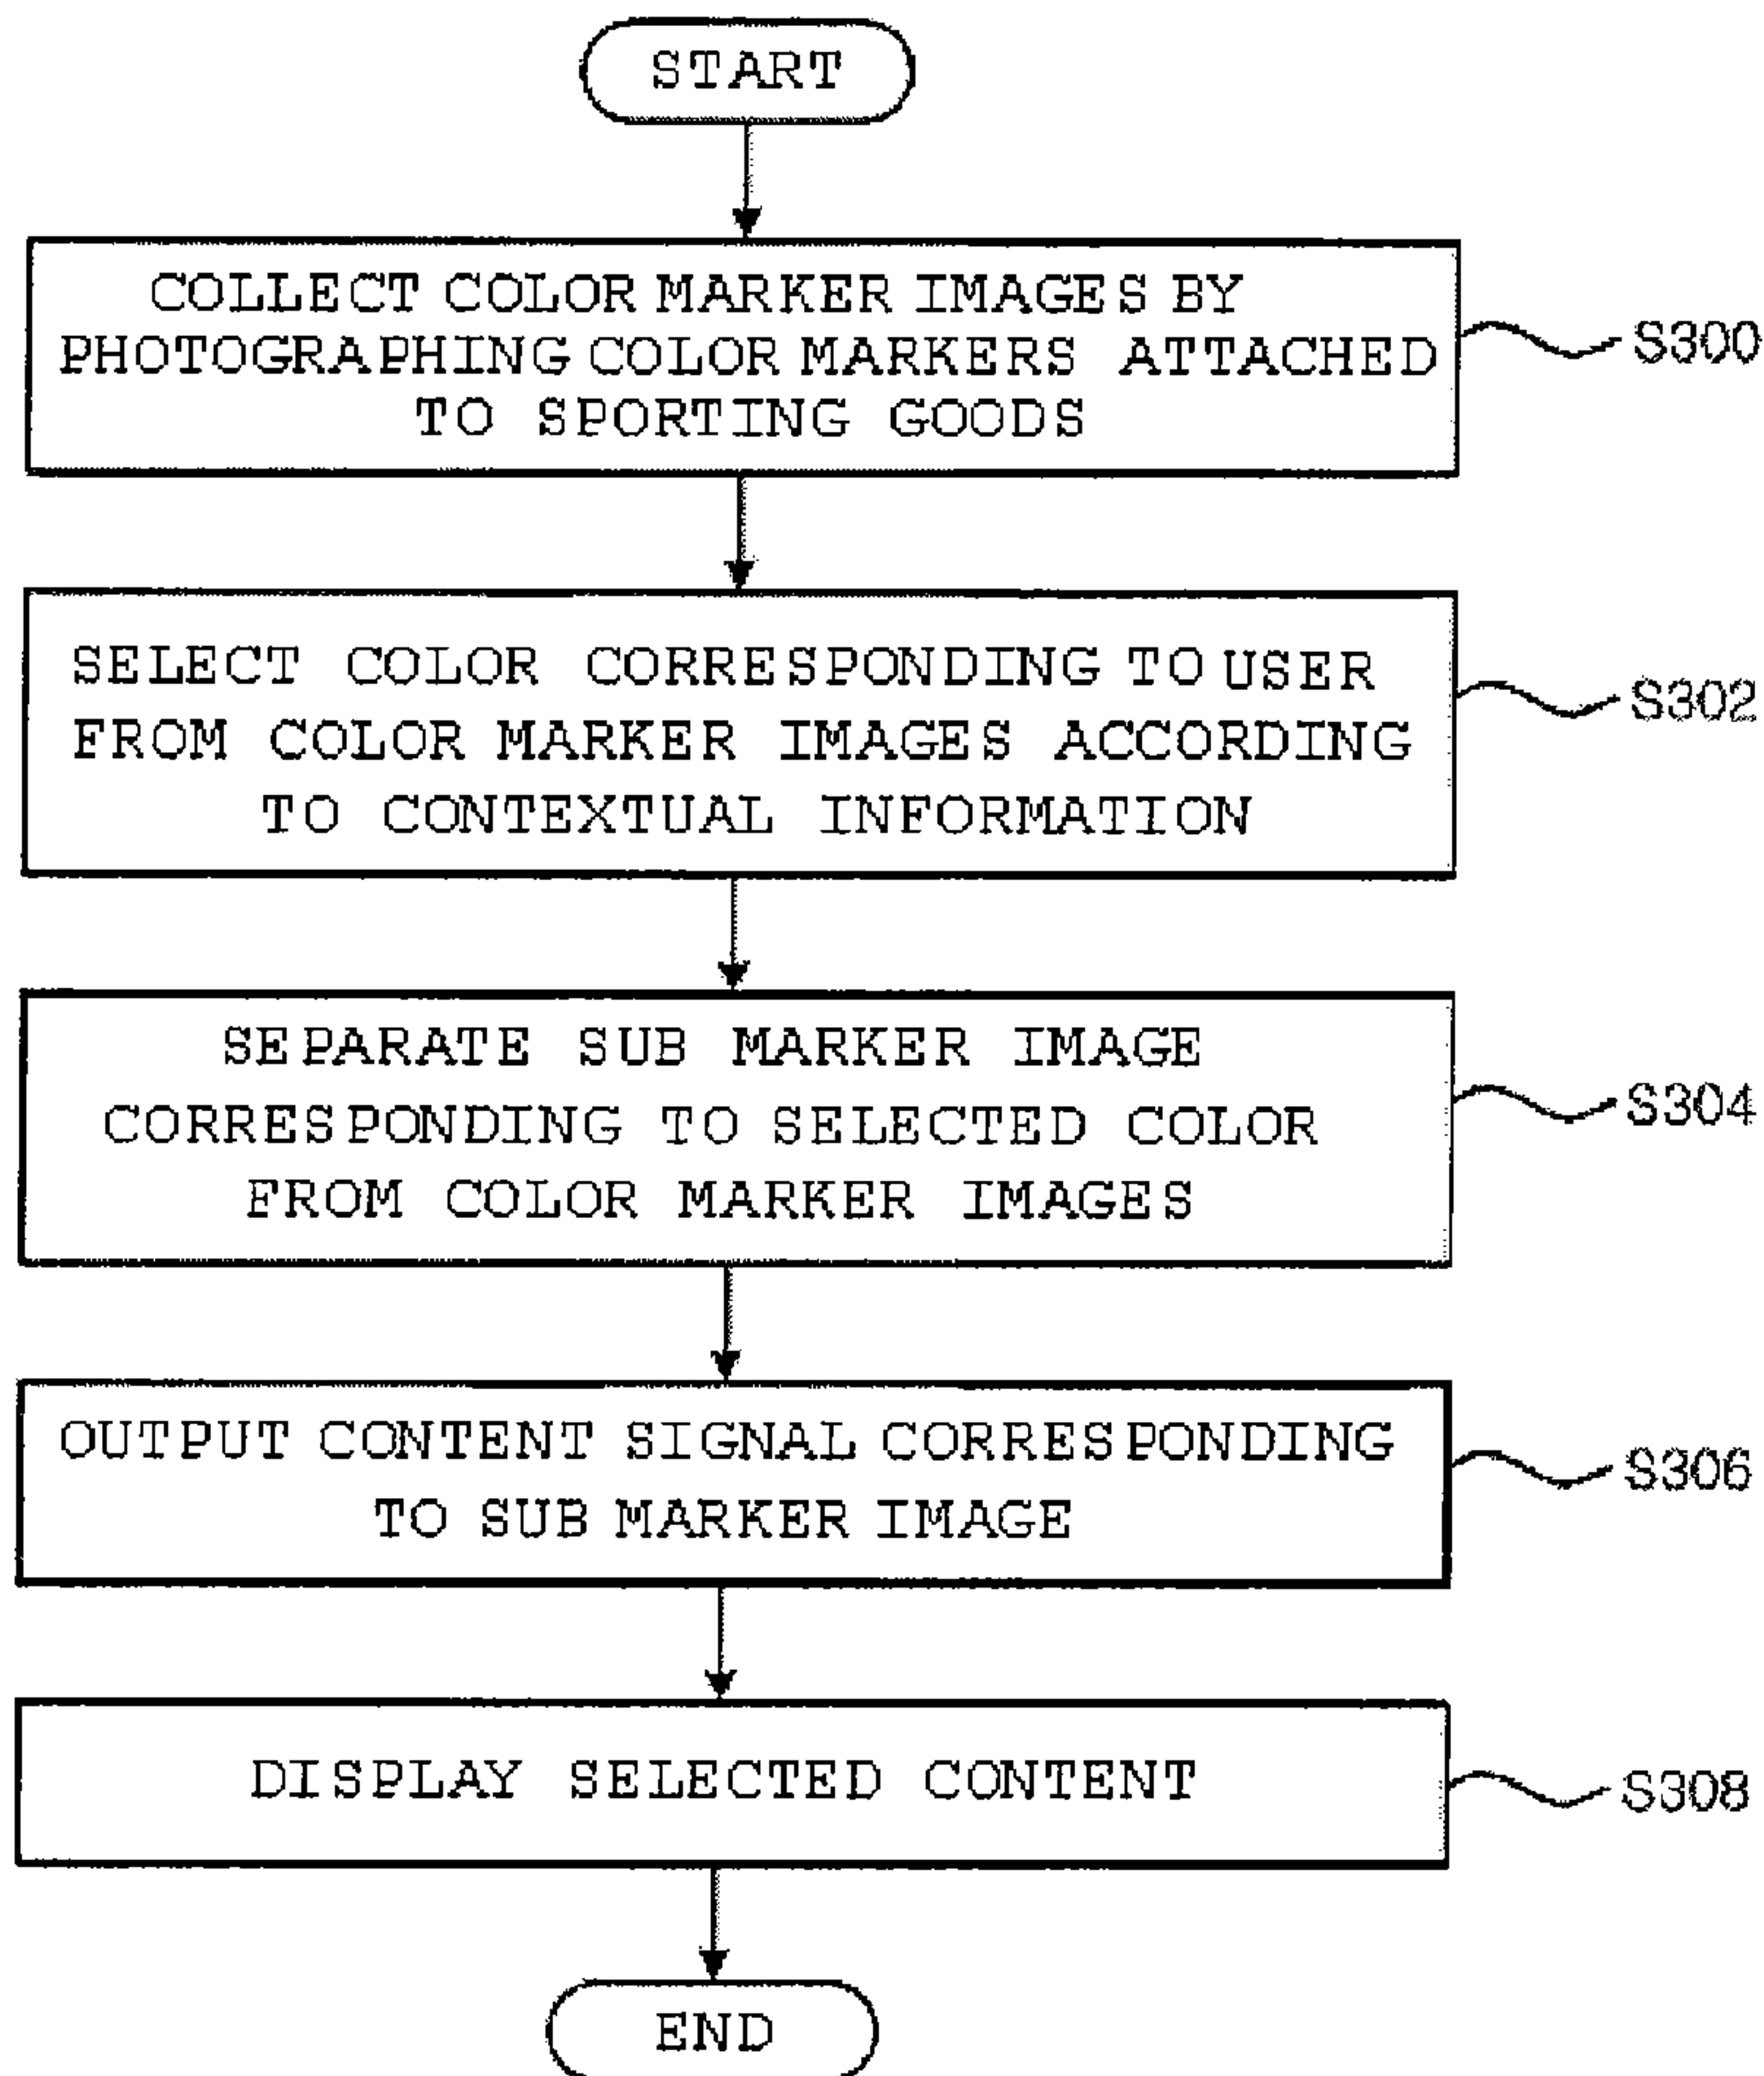 START
COLLECT COLOR MARKER IMAGES BY
PHOTOGRAPHING COLOR MARKERS ATTACHED
TO SPORTING GOODS
S300
SELECT COLOR CORRESPONDING TO USER
FROM COLOR MARKER IMAGES ACCORDING
TO CONTEXTUAL INFORMATION
S302
SEPARATE SUB MARKER IMAGE
CORRESPONDING TO SELECTED COLOR
FROM COLOR MARKER IMAGES
S304
OUTPUT CONTENT SIGNAL CORRESPONDING
TO SUB MARKER IMAGE
S306
DISPLAY SELECTED CONTENT
S308
END